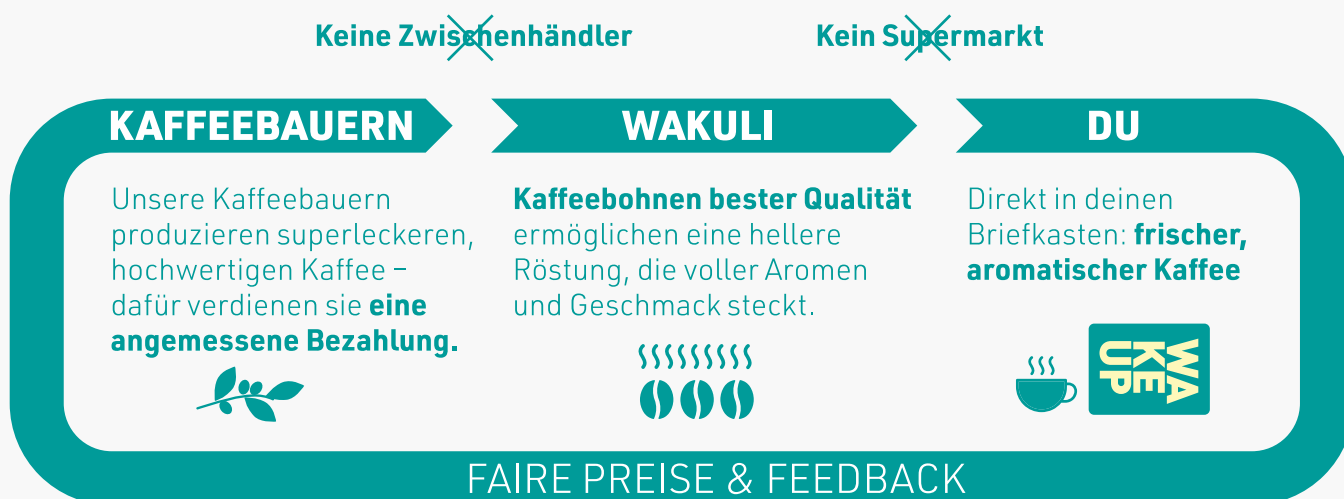 Keine Zwischenhändler
Kein Supermarkt
KAFFEEBAUERN
WAKULI
DU
Unsere Kaffeebauern
produzieren superleckeren,
hochwertigen Kaffee –
dafür verdienen sie eine
angemessene Bezahlung.
Kaffeebohnen bester Qualität
ermöglichen eine hellere
Röstung, die voller Aromen
und Geschmack steckt.
Direkt in deinen
Briefkasten: frischer,
aromatischer Kaffee
WA
KE
UP
FAIRE PREISE & FEEDBACK